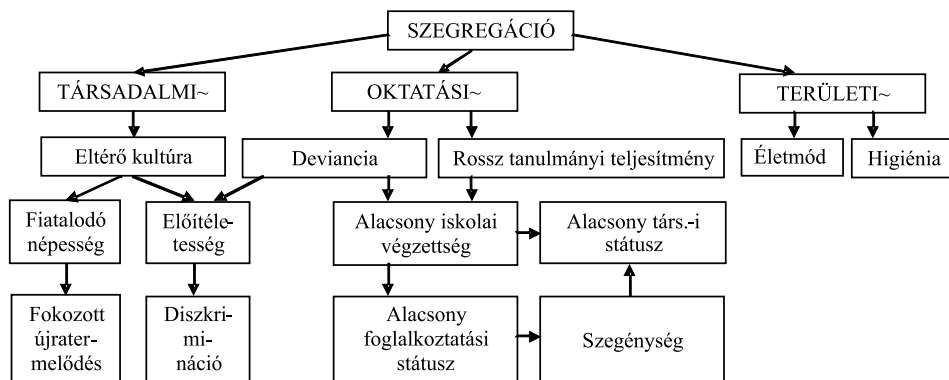 SZEGREGÁCIÓ
TÁRSADALMI~
OKTATÁSI~
TERÜLETI~
Eltérő kultúra
Deviancia
Rossz tanulmányi teljesítmény
Életmód
Higiénia
Fiatalodó
népesség
Előítéle-
tesség
Alacsony iskolai
végzettség
Alacsony társ.-i
státusz
Fokozott
újrater-
melődés
Diszkri-
mi-
náció
Alacsony
foglalkoztatási
státusz
Szegénység